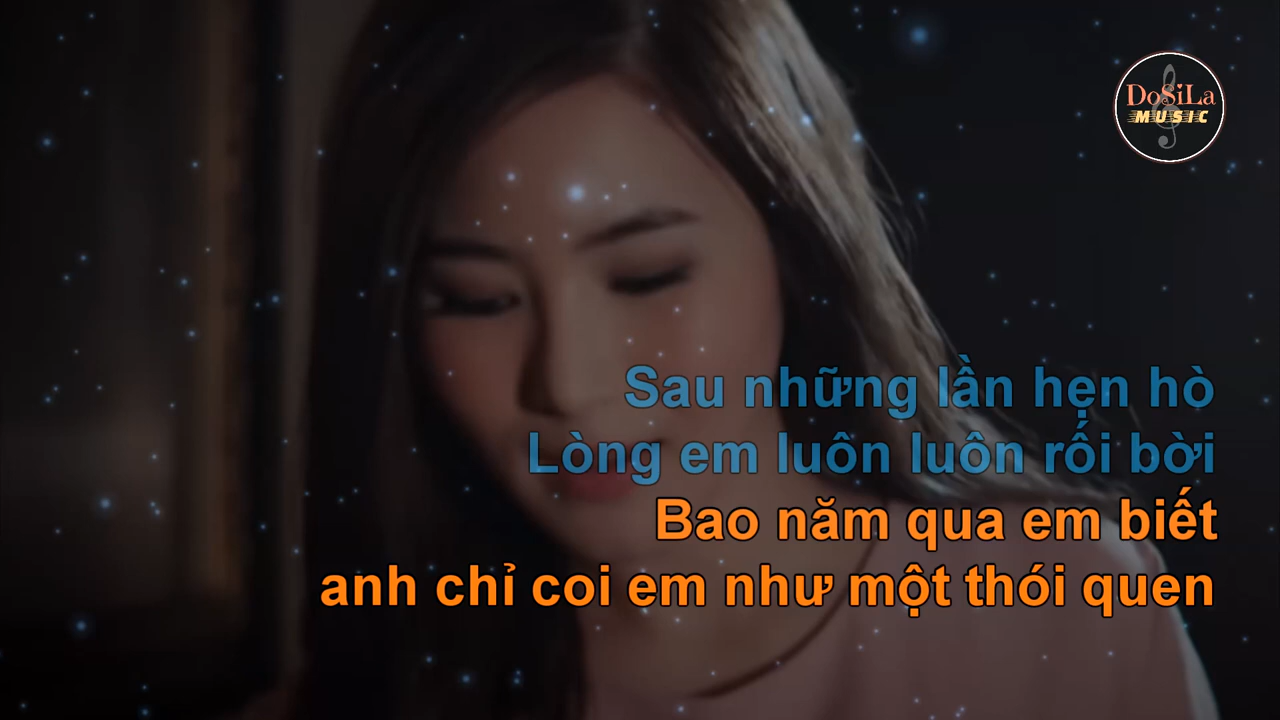 DoSiLa
MUSIC
Sau những lần hẹn hò
Lòng em luôn luôn rối bời
Bao năm qua em biết
anh chỉ coi em như một thói quen